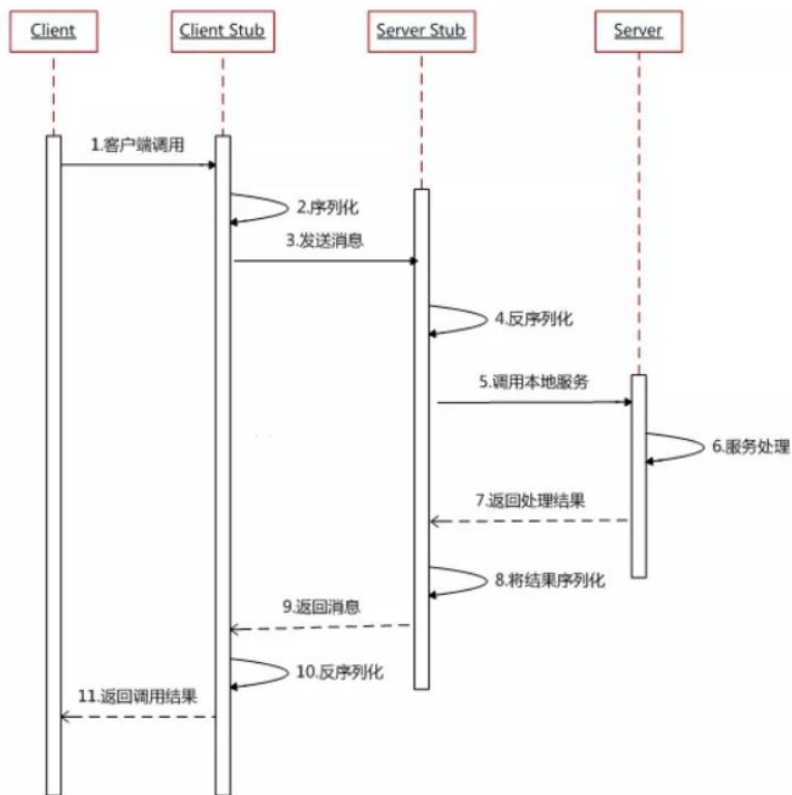 Client
Client Stub
Server Stub
Server
1.客户端调用
2.序列化
3.发送消息
4.反序列化
5.调用本地服务
6.服务处理
7.返回处理结果
8.将结果序列化
9.返回消息
10.反序列化
11.返回调用结果